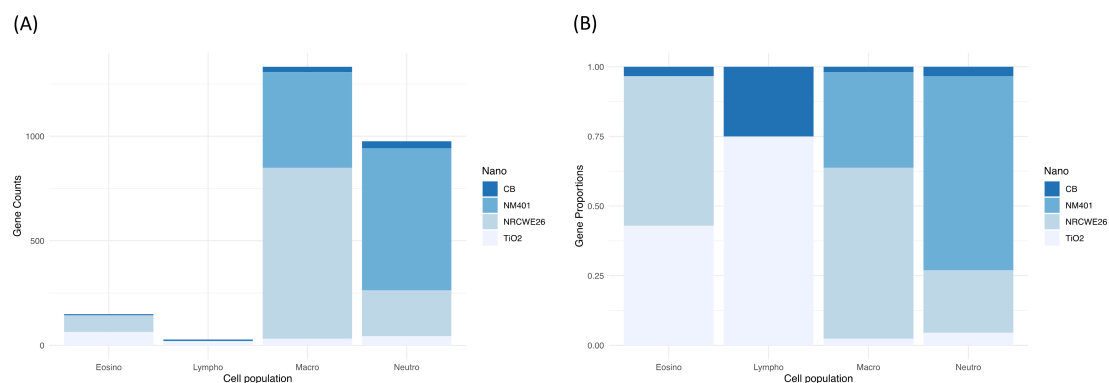 (A)
Gene Counts
1000
500
0
Eosino Lympho Macro Neutro
Cell population
Nano
CB
NM401
NRCWE26
TiO2
(B)
Gene Proportions
1.00
0.75
0.50
0.25
0.00
Eosino Lympho Macro Neutro
Cell population
Nano
CB
NM401
NRCWE26
TiO2